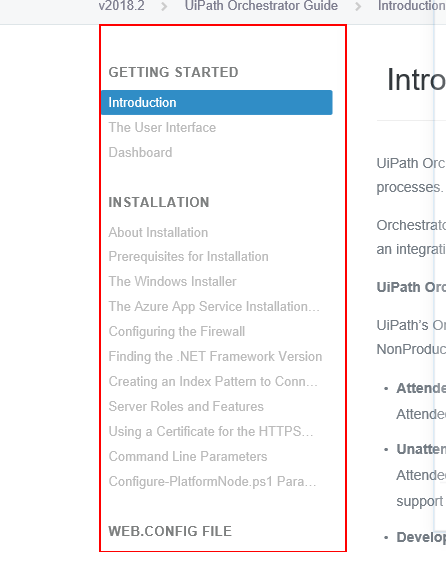 v2018.2 > UiPath Orchestrator Guide > Introduction
GETTING STARTED
Introduction
The User Interface
Dashboard
INSTALLATION
About Installation
Prerequisites for Installation
The Windows Installer
The Azure App Service Installation...
Configuring the Firewall
Finding the .NET Framework Version
Creating an Index Pattern to Conn...
Server Roles and Features
Using a Certificate for the HTTPS...
Command Line Parameters
Configure-PlatformNode.ps1 Para...
WEB.CONFIG FILE
Intro
UiPath Orc
processes.
Orchestrato
an integrati
UiPath Orc
UiPath's Or
NonProduc
• Attende
Attended
• Unatten
Attended
support
• Develop